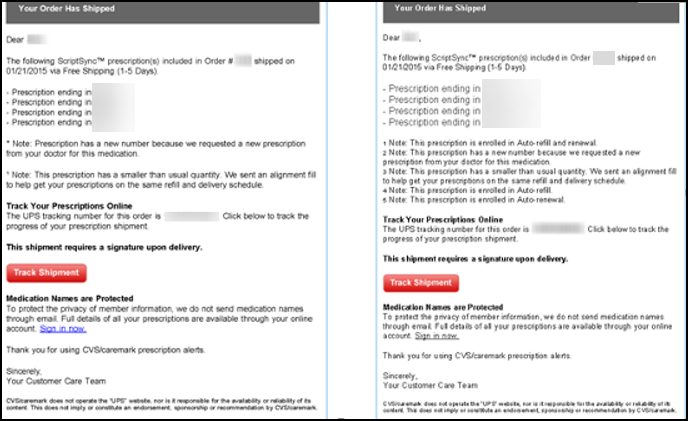 Your Order Has Shipped
Dear
The following ScriptSync™ prescription(s) included in Order # shipped on
01/21/2015 via Free Shipping (1-5 Days).
- Prescription ending in
- Prescription ending in
- Prescription ending in
- Prescription ending in
* Note: Prescription has a new number because we requested a new prescription
from your doctor for this medication.
* Note: This prescription has a smaller than usual quantity. We sent an alignment fill
to help get your prescriptions on the same refill and delivery schedule.
Track Your Prescriptions Online
The UPS tracking number for this order is Click below to track the
progress of your prescription shipment.
This shipment requires a signature upon delivery.
Track Shipment
Medication Names are Protected
To protect the privacy of member information, we do not send medication names
through email. Full details of all your prescriptions are available through your online
account. Sign in now.
Thank you for using CVS/caremark prescription alerts.
Sincerely,
Your Customer Care Team
CVS/caremark does not operate the "UPS" website, nor is it responsible for the availability or reliability of its
content. This does not imply or constitute an endorsement, sponsorship or recommendation by CVS/caremark.
Your Order Has Shipped
Dear ,
The following ScriptSync™ prescription(s) included in Order shipped on
01/21/2015 via Free Shipping (1-5 Days).
- Prescription ending in
- Prescription ending in
- Prescription ending in
- Prescription ending in
1 Note: This prescription is enrolled in Auto-refill and renewal.
2 Note: This prescription has a new number because we requested a new
prescription from your doctor for this medication.
3 Note: This prescription has a smaller than usual quantity. We sent an alignment fill
to help get your prescriptions on the same refill and delivery schedule.
4 Note: This prescription is enrolled in Auto-refill.
5 Note: This prescription is enrolled in Auto-renewal.
Track Your Prescriptions Online
The UPS tracking number for this order is Click below to track the
progress of your prescription shipment.
This shipment requires a signature upon delivery.
Track Shipment
Medication Names are Protected
To protect the privacy of member information, we do not send medication names
through email. Full details of all your prescriptions are available through your online
account. Sign in now.
Thank you for using CVS/caremark prescription alerts.
Sincerely,
Your Customer Care Team
CVS/caremark does not operate the "UPS" website, nor is it responsible for the availability or reliability of its
content. This does not imply or constitute an endorsement, sponsorship or recommendation by CVS/caremark.